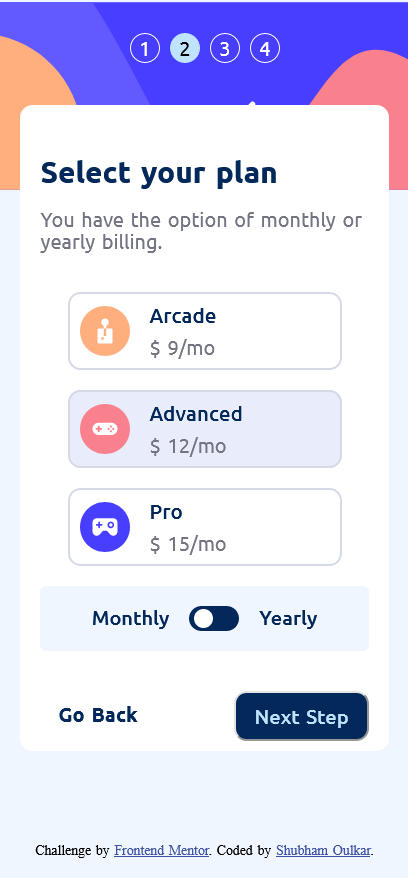 1 2 3 4
Select your plan
You have the option of monthly or
yearly billing.
Arcade
$ 9/mo
Advanced
$ 12/mo
Pro
$ 15/mo
Monthly Yearly
Go Back Next Step
Challenge by Frontend Mentor. Coded by Shubham Oulkar.